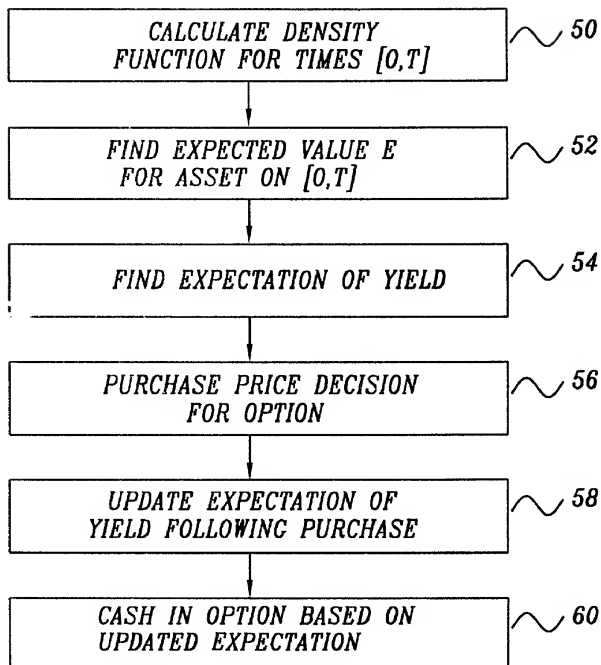 CALCULATE DENSITY
FUNCTION FOR TIMES [0,T]
50
FIND EXPECTED VALUE E
FOR ASSET ON [0,T]
52
FIND EXPECTATION OF YIELD
54
PURCHASE PRICE DECISION
FOR OPTION
56
UPDATE EXPECTATION OF
YIELD FOLLOWING PURCHASE
58
CASH IN OPTION BASED ON
UPDATED EXPECTATION
60